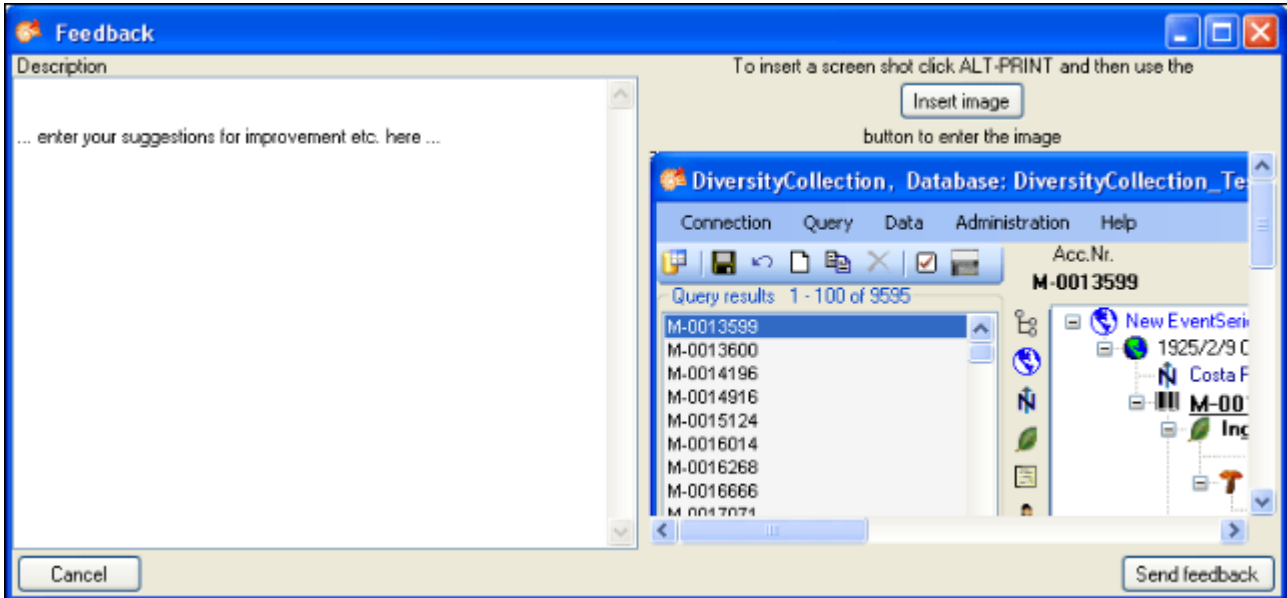 Feedback
Description
... enter your suggestions for improvement etc. here ...
To insert a screen shot click ALT-PRINT and then use the
Insert image
button to enter the image
DiversityCollection, Database: DiversityCollection_Te
Connection Query Data Administration Help
Acc.Nr.
M-0013599
Query results 1 - 100 of 9595
M-0013599
M-0013600
M-0014196
M-0014916
M-0015124
M-0016014
M-0016268
M-0016666
M-0017071
New EventSeri
1925/2/9
Costa
M-00
Ing
Cancel
Send feedback